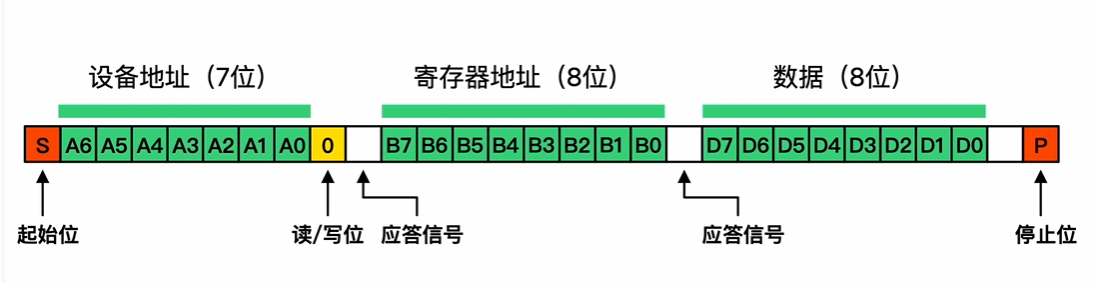 设备地址（7位） 寄存器地址（8位） 数据（8位）
S A6 A5 A4 A3 A2 A1 A0 0 B7 B6 B5 B4 B3 B2 B1 B0 D7 D6 D5 D4 D3 D2 D1 D0 P
起始位 读/写位 应答信号 应答信号 停止位